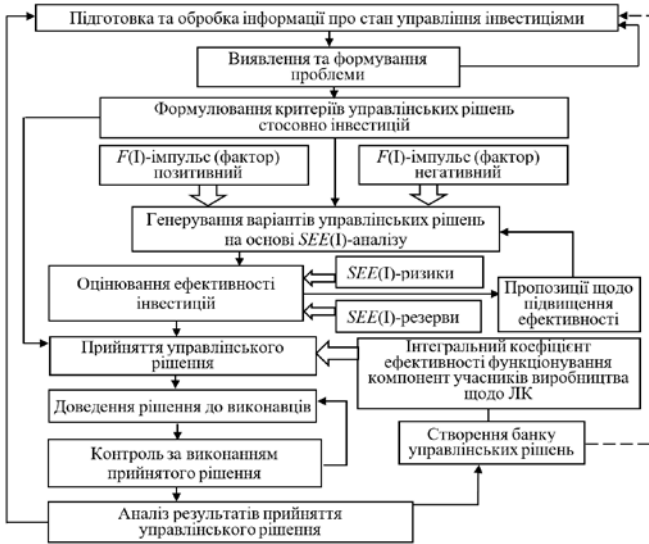 Підготовка та обробка інформації про стан управління інвестиціями
Виявлення та формування
проблеми
Формулювання критеріїв управлінських рішень
стосовно інвестицій
F(I)-імпульс (фактор)
позитивний
F(I)-імпульс (фактор)
негативний
Генерування варіантів управлінських рішень
на основі SEE(I)-аналізу
Оцінювання ефективності
інвестицій
SEE(I)-ризики
SEE(I)-резерви
Пропозиції щодо
підвищення
ефективності
Прийняття управлінського
рішення
Інтегральний коефіцієнт
ефективності функціонування
компонент учасників виробництва
щодо ЛК
Доведення рішення до виконавців
Створення банку
управлінських рішень
Контроль за виконанням
прийнятого рішення
Аналіз результатів прийняття
управлінського рішення